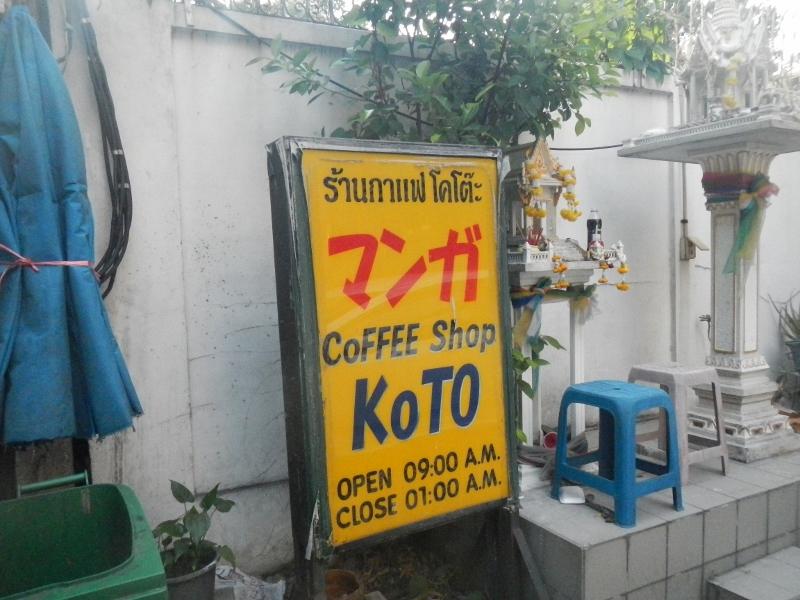 ร้านกาแฟ โคโต๊ะ
マンガ
CoFFEE Shop
KoTO
OPEN 09:00 A.M.
CLOSE 01:00 A.M.